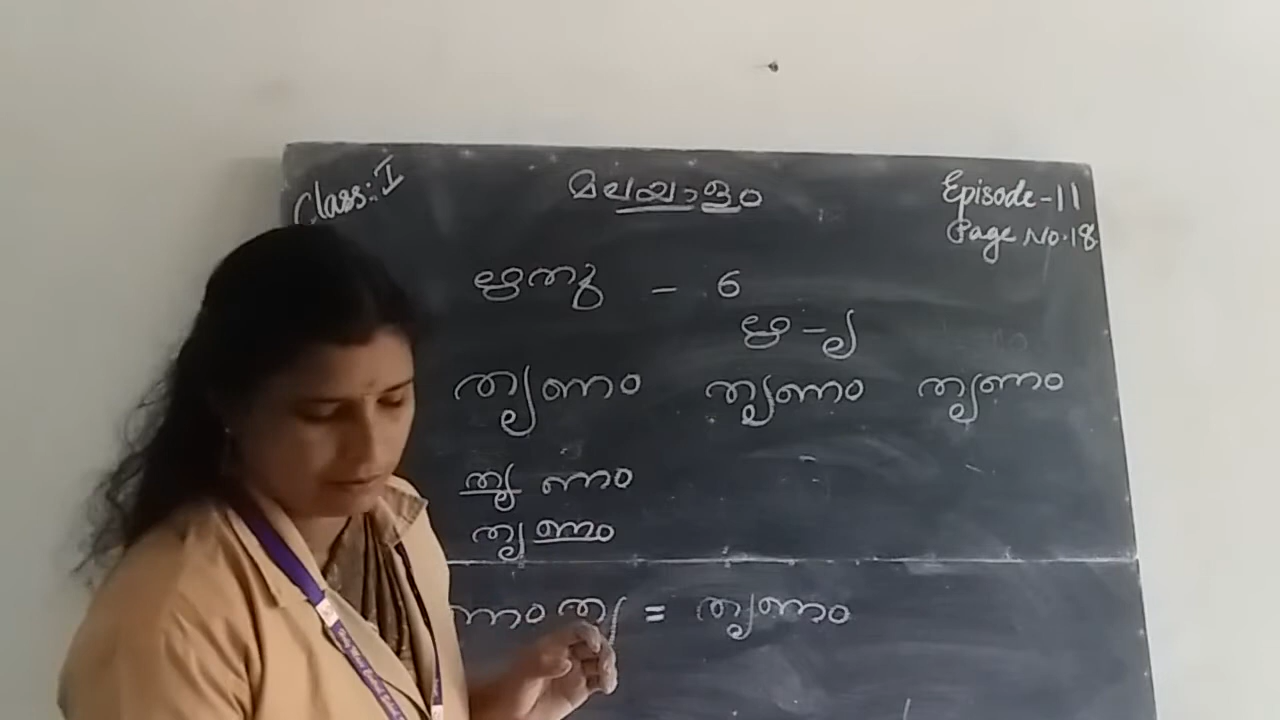 Class: I
മലയാളം
Episode-11
Page No.18
ഋതു - 6
ഋ - ൃ
തൃണം തൃണം തൃണം
തൃ ണം
തൃണം
ണം തൃ = തൃണം